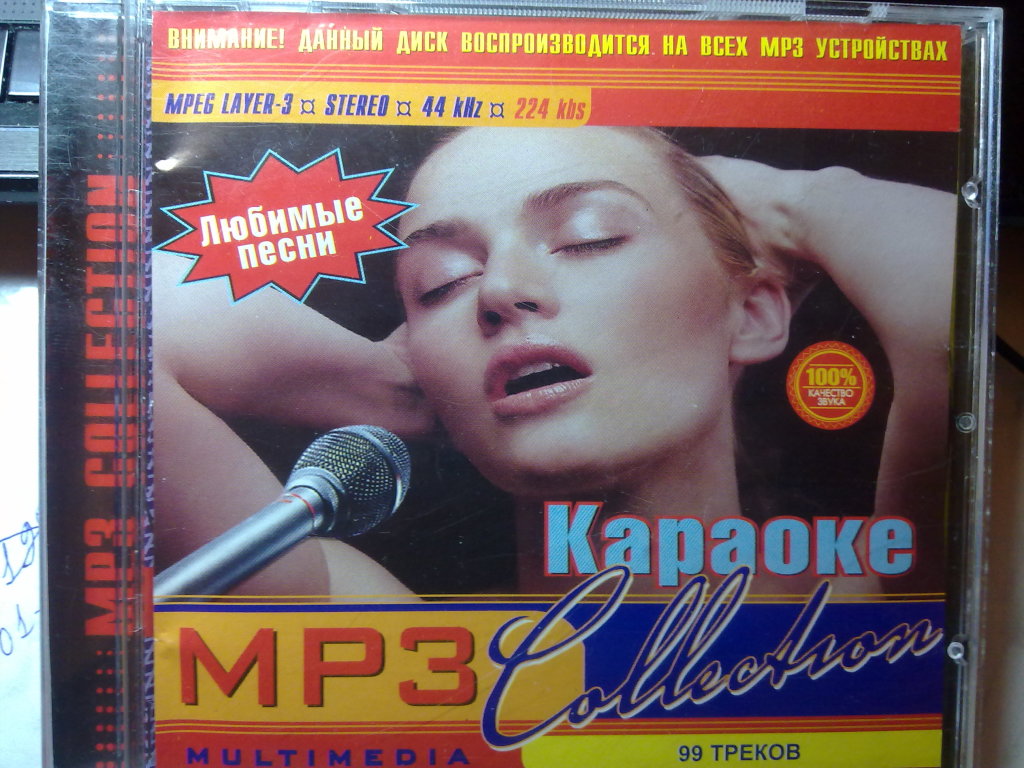 ВНИМАНИЕ! ДАННЫЙ ДИСК ВОСПРОИЗВОДИТСЯ НА ВСЕХ MP3 УСТРОЙСТВАХ
MPEG LAYER-3 ¤ STEREO ¤ 44 kHz ¤ 224 kbs
Любимые
песни
MP3 COLLECTION
100%
КАЧЕСТВО
ЗВУКА
Караоке
MP3 Collection
MULTIMEDIA
99 ТРЕКОВ